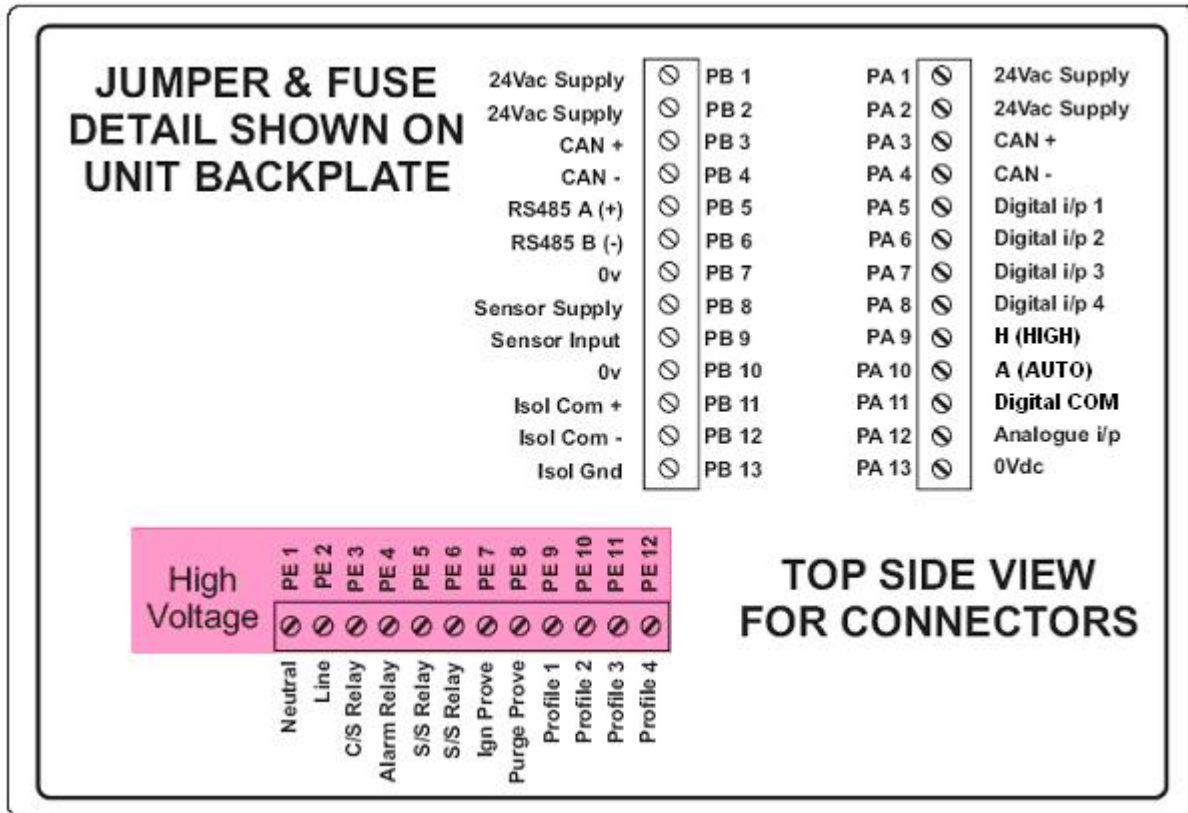 JUMPER & FUSE
DETAIL SHOWN ON
UNIT BACKPLATE
24Vac Supply PB 1
24Vac Supply PB 2
CAN + PB 3
CAN - PB 4
RS485 A (+) PB 5
RS485 B (-) PB 6
0v PB 7
Sensor Supply PB 8
Sensor Input PB 9
0v PB 10
Isol Com + PB 11
Isol Com - PB 12
Isol Gnd PB 13
PA 1 24Vac Supply
PA 2 24Vac Supply
PA 3 CAN +
PA 4 CAN -
PA 5 Digital i/p 1
PA 6 Digital i/p 2
PA 7 Digital i/p 3
PA 8 Digital i/p 4
PA 9 H (HIGH)
PA 10 A (AUTO)
PA 11 Digital COM
PA 12 Analogue i/p
PA 13 0Vdc
High
Voltage
PE 1 Neutral
PE 2 Line
PE 3 C/S Relay
PE 4 Alarm Relay
PE 5 S/S Relay
PE 6 S/S Relay
PE 7 Ign Prove
PE 8 Purge Prove
PE 9 Profile 1
PE 10 Profile 2
PE 11 Profile 3
PE 12 Profile 4
TOP SIDE VIEW
FOR CONNECTORS